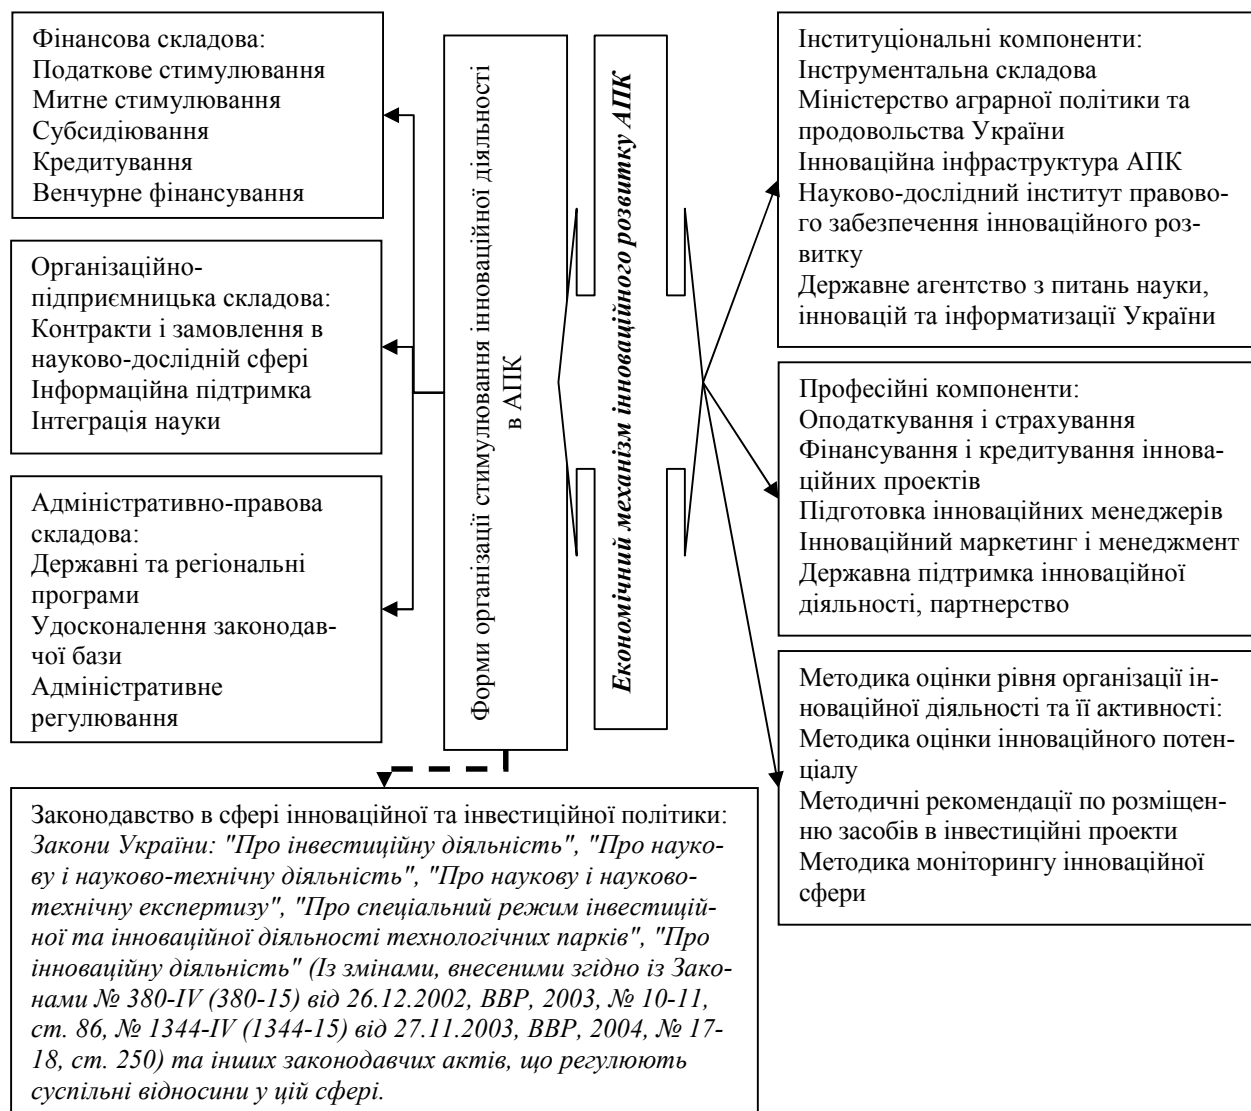 Фінансова складова:
Податкове стимулювання
Митне стимулювання
Субсидіювання
Кредитування
Венчурне фінансування
Організаційно-
підприємницька складова:
Контракти і замовлення в
науково-дослідній сфері
Інформаційна підтримка
Інтеграція науки
Адміністративно-правова
складова:
Державні та регіональні
програми
Удосконалення законодав-
чої бази
Адміністративне
регулювання
Форми організації стимулювання інноваційної діяльності
в АПК
Економічний механізм інноваційного розвитку АПК
Інституціональні компоненти:
Інструментальна складова
Міністерство аграрної політики та
продовольства України
Інноваційна інфраструктура АПК
Науково-дослідний інститут правово-
го забезпечення інноваційного роз-
витку
Державне агентство з питань науки,
інновацій та інформатизації України
Професійні компоненти:
Оподаткування і страхування
Фінансування і кредитування іннова-
ційних проектів
Підготовка інноваційних менеджерів
Інноваційний маркетинг і менеджмент
Державна підтримка інноваційної
діяльності, партнерство
Методика оцінки рівня організації ін-
новаційної діяльності та її активності:
Методика оцінки інноваційного потен-
ціалу
Методичні рекомендації по розміщен-
ню засобів в інвестиційні проекти
Методика моніторингу інноваційної
сфери
Законодавство в сфері інноваційної та інвестиційної політики:
Закони України: "Про інвестиційну діяльність", "Про науко-
ву і науково-технічну діяльність", "Про наукову і науково-
технічну експертизу", "Про спеціальний режим інвестицій-
ної та інноваційної діяльності технологічних парків", "Про
інноваційну діяльність" (Із змінами, внесеними згідно із Зако-
нами № 380-IV (380-15) від 26.12.2002, ВВР, 2003, № 10-11,
ст. 86, № 1344-IV (1344-15) від 27.11.2003, ВВР, 2004, № 17-
18, ст. 250) та інших законодавчих актів, що регулюють
суспільні відносини у цій сфері.